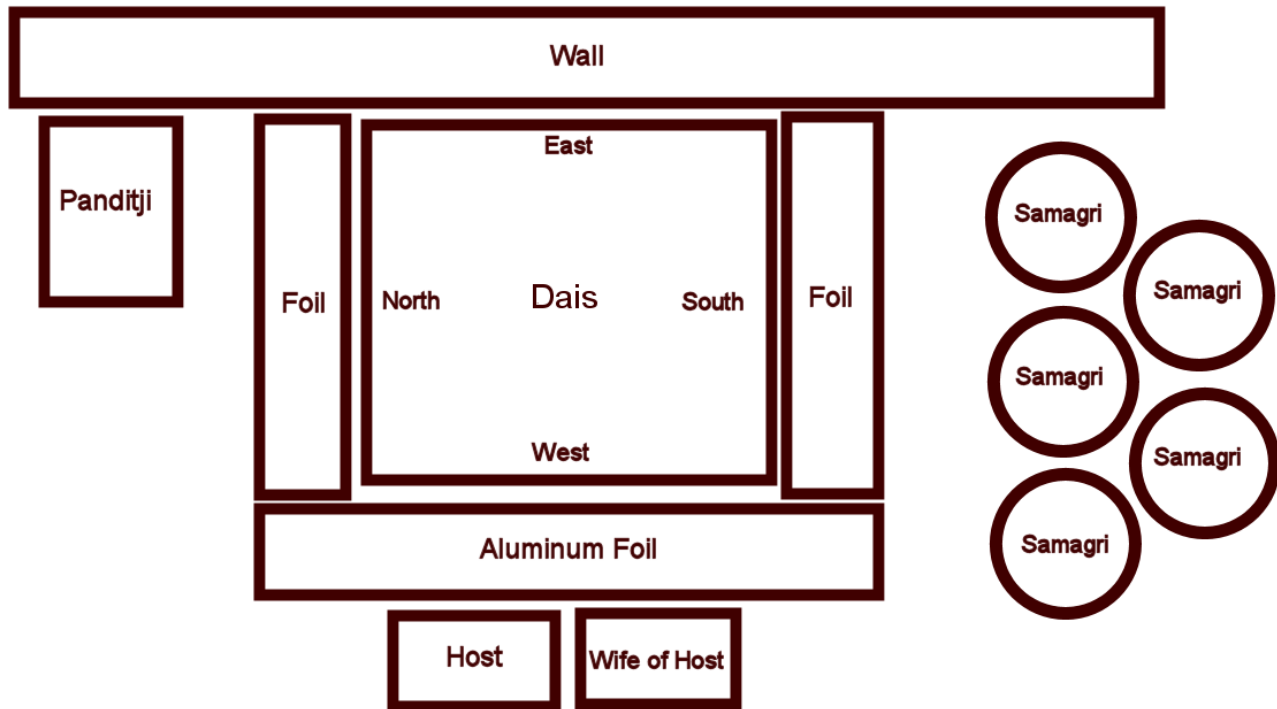 Wall
Panditji
East
Samagri
Samagri
Foil
North
Dais
South
Foil
Samagri
West
Samagri
Aluminum Foil
Samagri
Host
Wife of Host